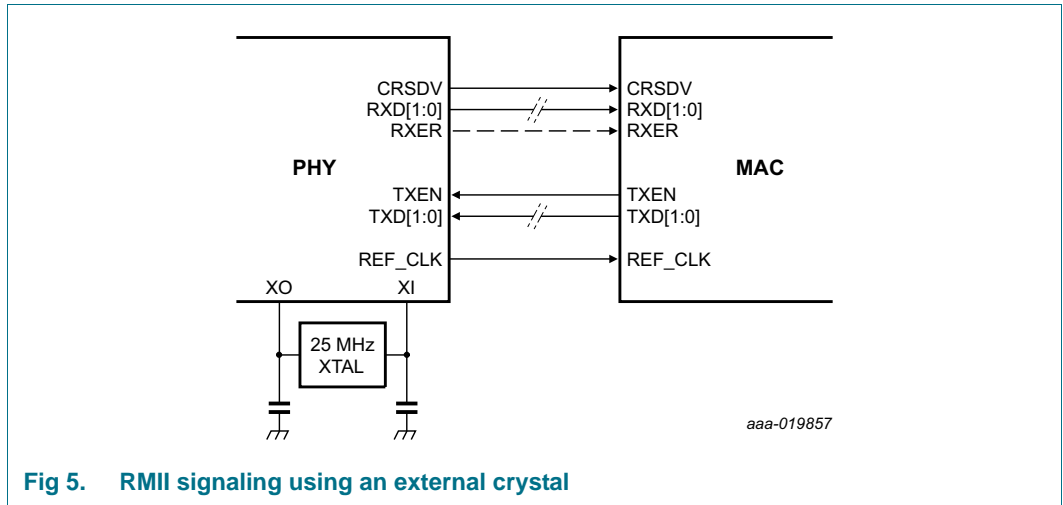 CRSDV CRSDV
RXD[1:0] RXD[1:0]
RXER RXER
PHY MAC
TXEN TXEN
TXD[1:0] TXD[1:0]
REF_CLK REF_CLK
XO XI
25 MHz
XTAL
aaa-019857
Fig 5. RMII signaling using an external crystal